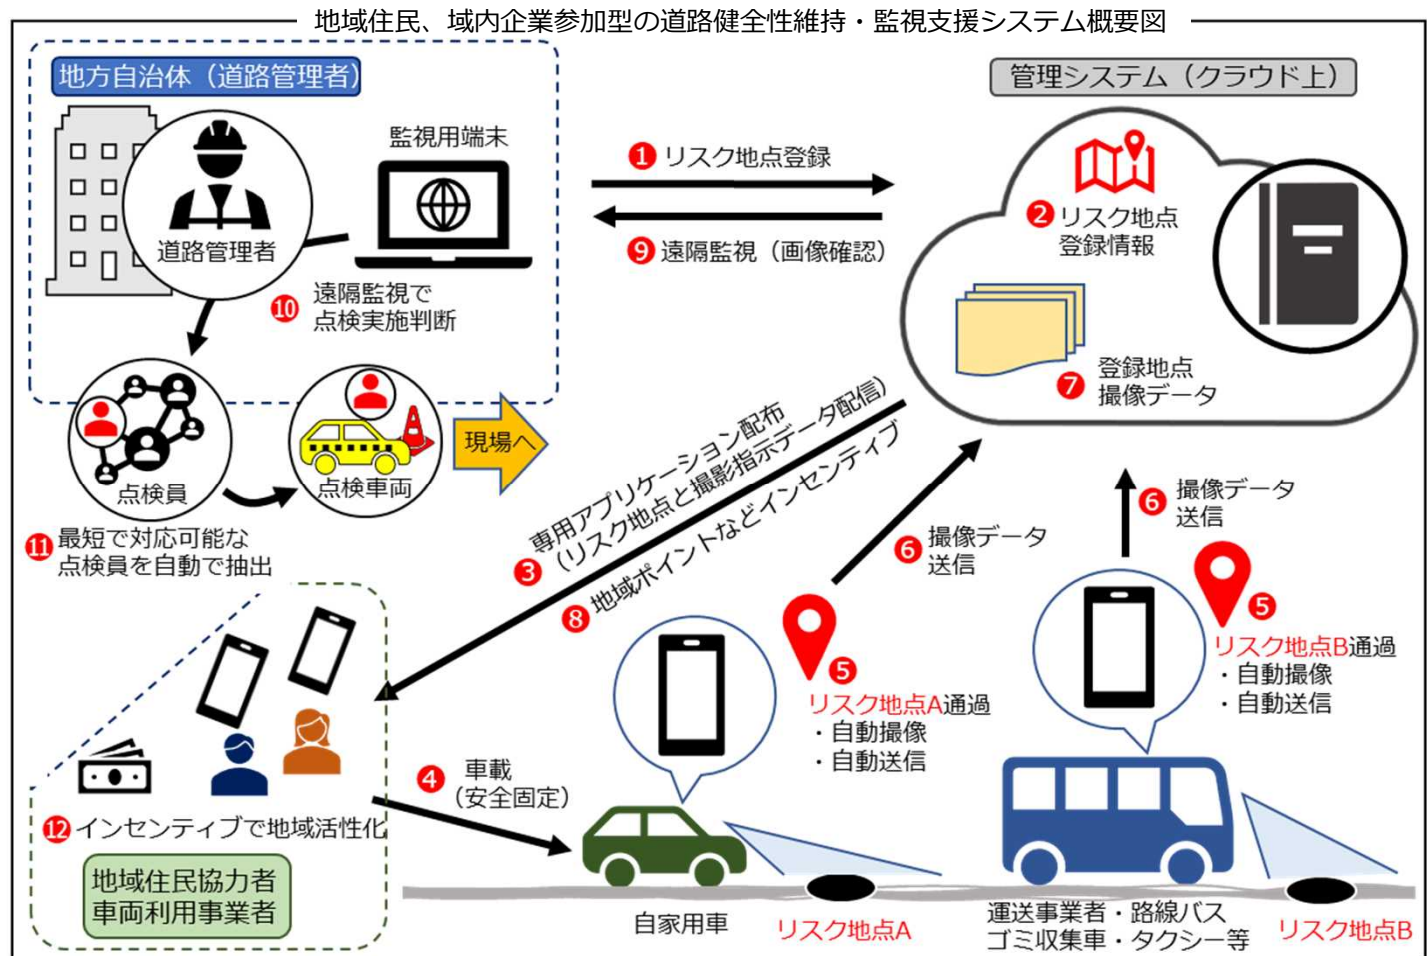 地域住民、域内企業参加型の道路健全性維持・監視支援システム概要図
地方自治体（道路管理者）
監視用端末
道路管理者
❿ 遠隔監視で
点検実施判断
点検員
点検車両
現場へ
⓫ 最短で対応可能な
点検員を自動で抽出
❶ リスク地点登録
❾ 遠隔監視（画像確認）
管理システム（クラウド上）
❷ リスク地点
登録情報
❼ 登録地点
撮像データ
専用アプリケーション配布
❸（リスク地点と撮影指示データ配信）
❽ 地域ポイントなどインセンティブ
❻ 撮像データ
送信
❻ 撮像データ
送信
❺
リスク地点A通過
・自動撮像
・自動送信
❺
リスク地点B通過
・自動撮像
・自動送信
❹ 車載
（安全固定）
⓬ インセンティブで地域活性化
地域住民協力者
車両利用事業者
自家用車
リスク地点A
運送事業者・路線バス
ゴミ収集車・タクシー等
リスク地点B